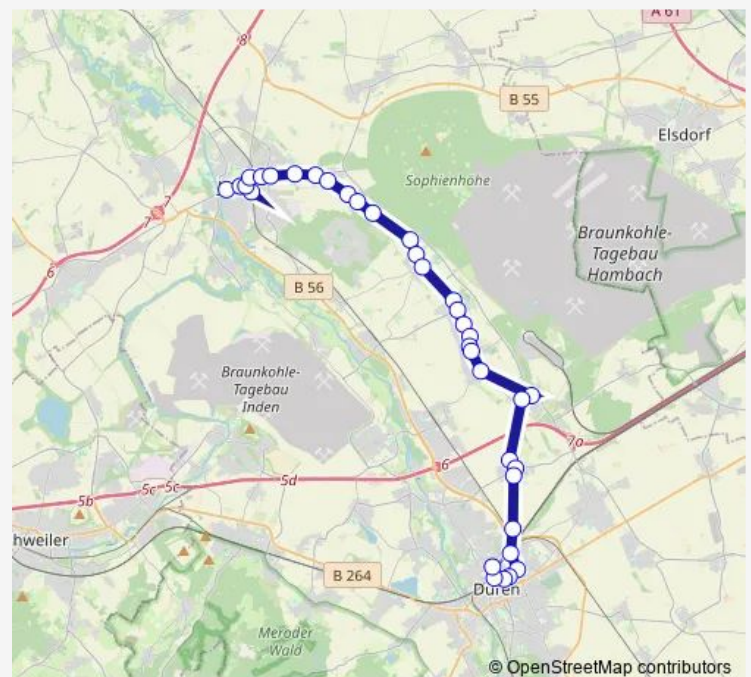 A 61
8
B 55
Elsdorf
Sophienhöhe
7
7
6
Braunkohle-
Tagebau
Hambach
B 56
Braunkohle-
Tagebau
Inden
7a
6
5d
5c
5c
5b
hweiler
B 264
Düren
Meroder
Wald
© OpenStreetMap contributors